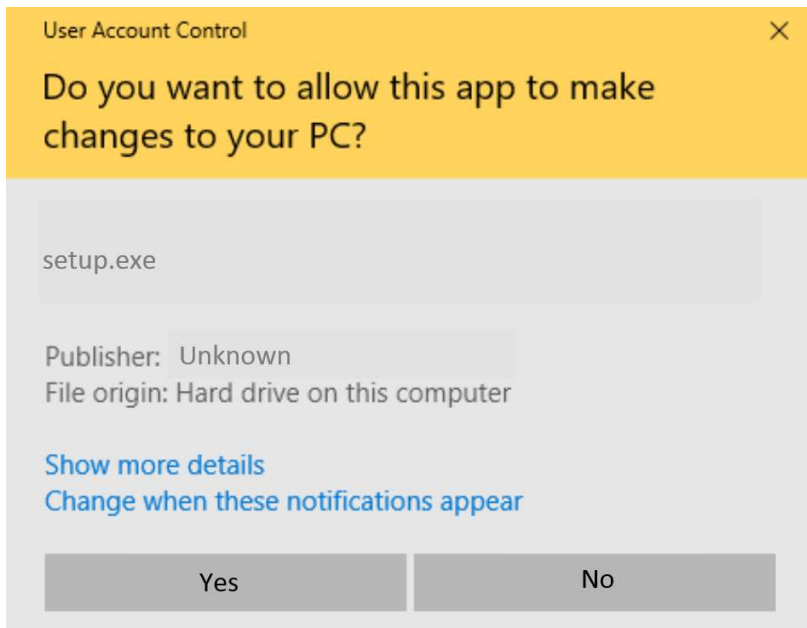 User Account Control
Do you want to allow this app to make
changes to your PC?
setup.exe
Publisher: Unknown
File origin: Hard drive on this computer
Show more details
Change when these notifications appear
Yes
No